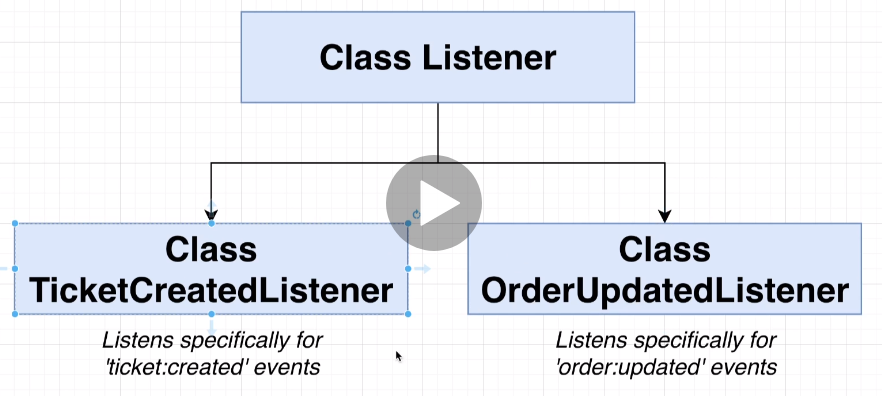 Class Listener
Class
TicketCreatedListener
Listens specifically for
'ticket:created' events
Class
OrderUpdatedListener
Listens specifically for
'order:updated' events